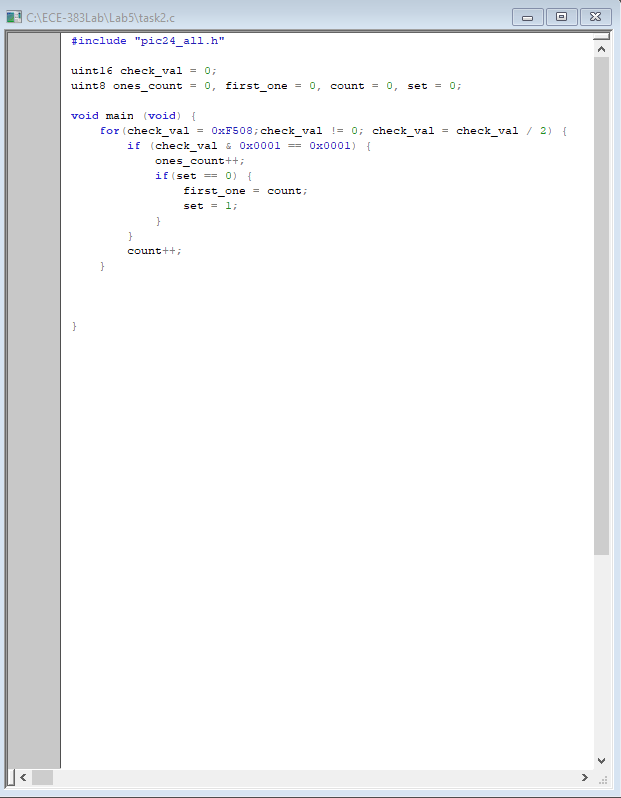 C:\ECE-383Lab\Lab5\task2.c
#include "pic24_all.h"
uint16 check_val = 0;
uint8 ones_count = 0, first_one = 0, count = 0, set = 0;
void main (void) {
for(check_val = 0xF508;check_val != 0; check_val = check_val / 2) {
if (check_val & 0x0001 == 0x0001) {
ones_count++;
if(set == 0) {
first_one = count;
set = 1;
}
}
count++;
}
}